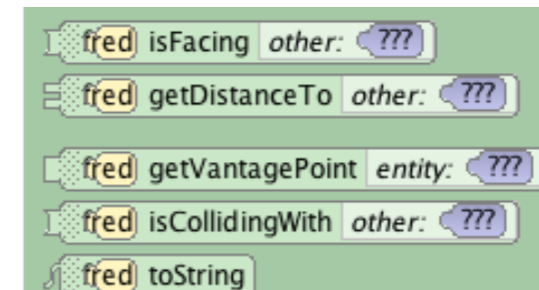 fred isFacing other: ???
fred getDistanceTo other: ???
fred getVantagePoint entity: ???
fred isCollidingWith other: ???
fred toString